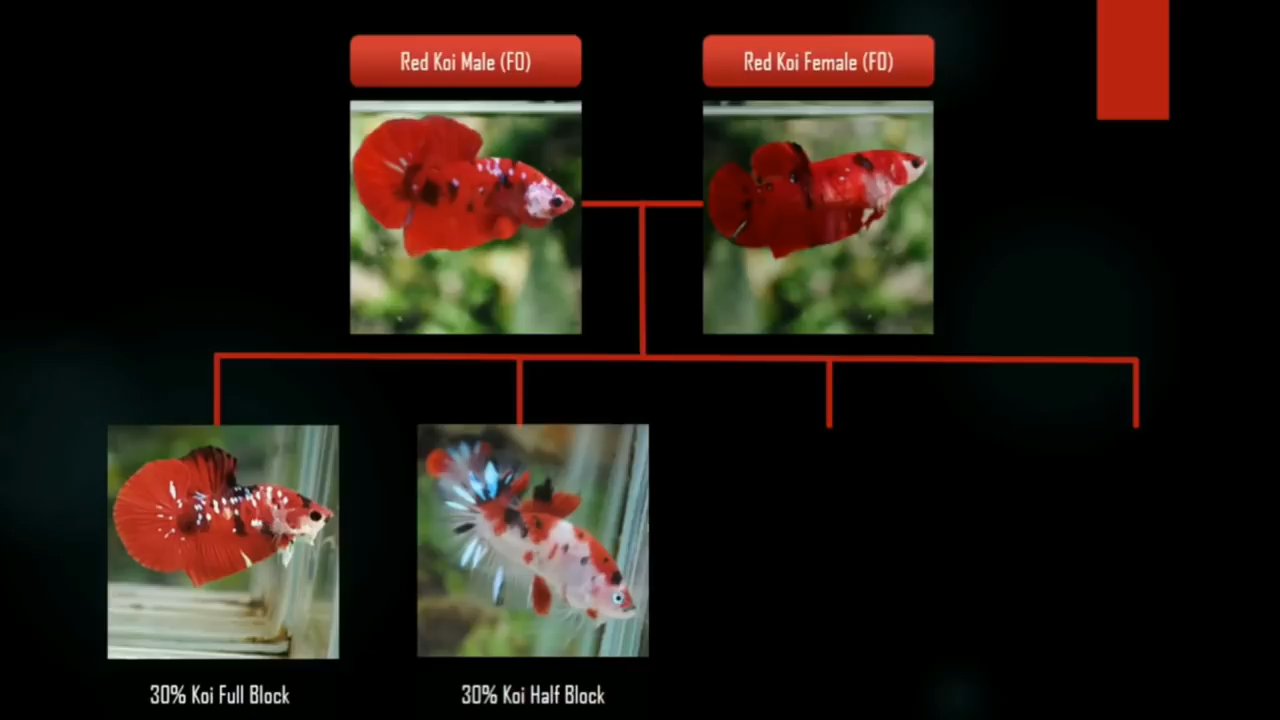 Red Koi Male (F0)
Red Koi Female (F0)
30% Koi Full Block
30% Koi Half Block